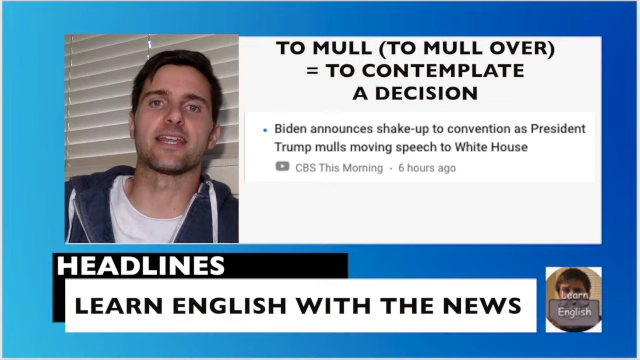 TO MULL (TO MULL OVER)
= TO CONTEMPLATE
A DECISION
Biden announces shake-up to convention as President
Trump mulls moving speech to White House
CBS This Morning · 6 hours ago
HEADLINES
LEARN ENGLISH WITH THE NEWS
Learn
English